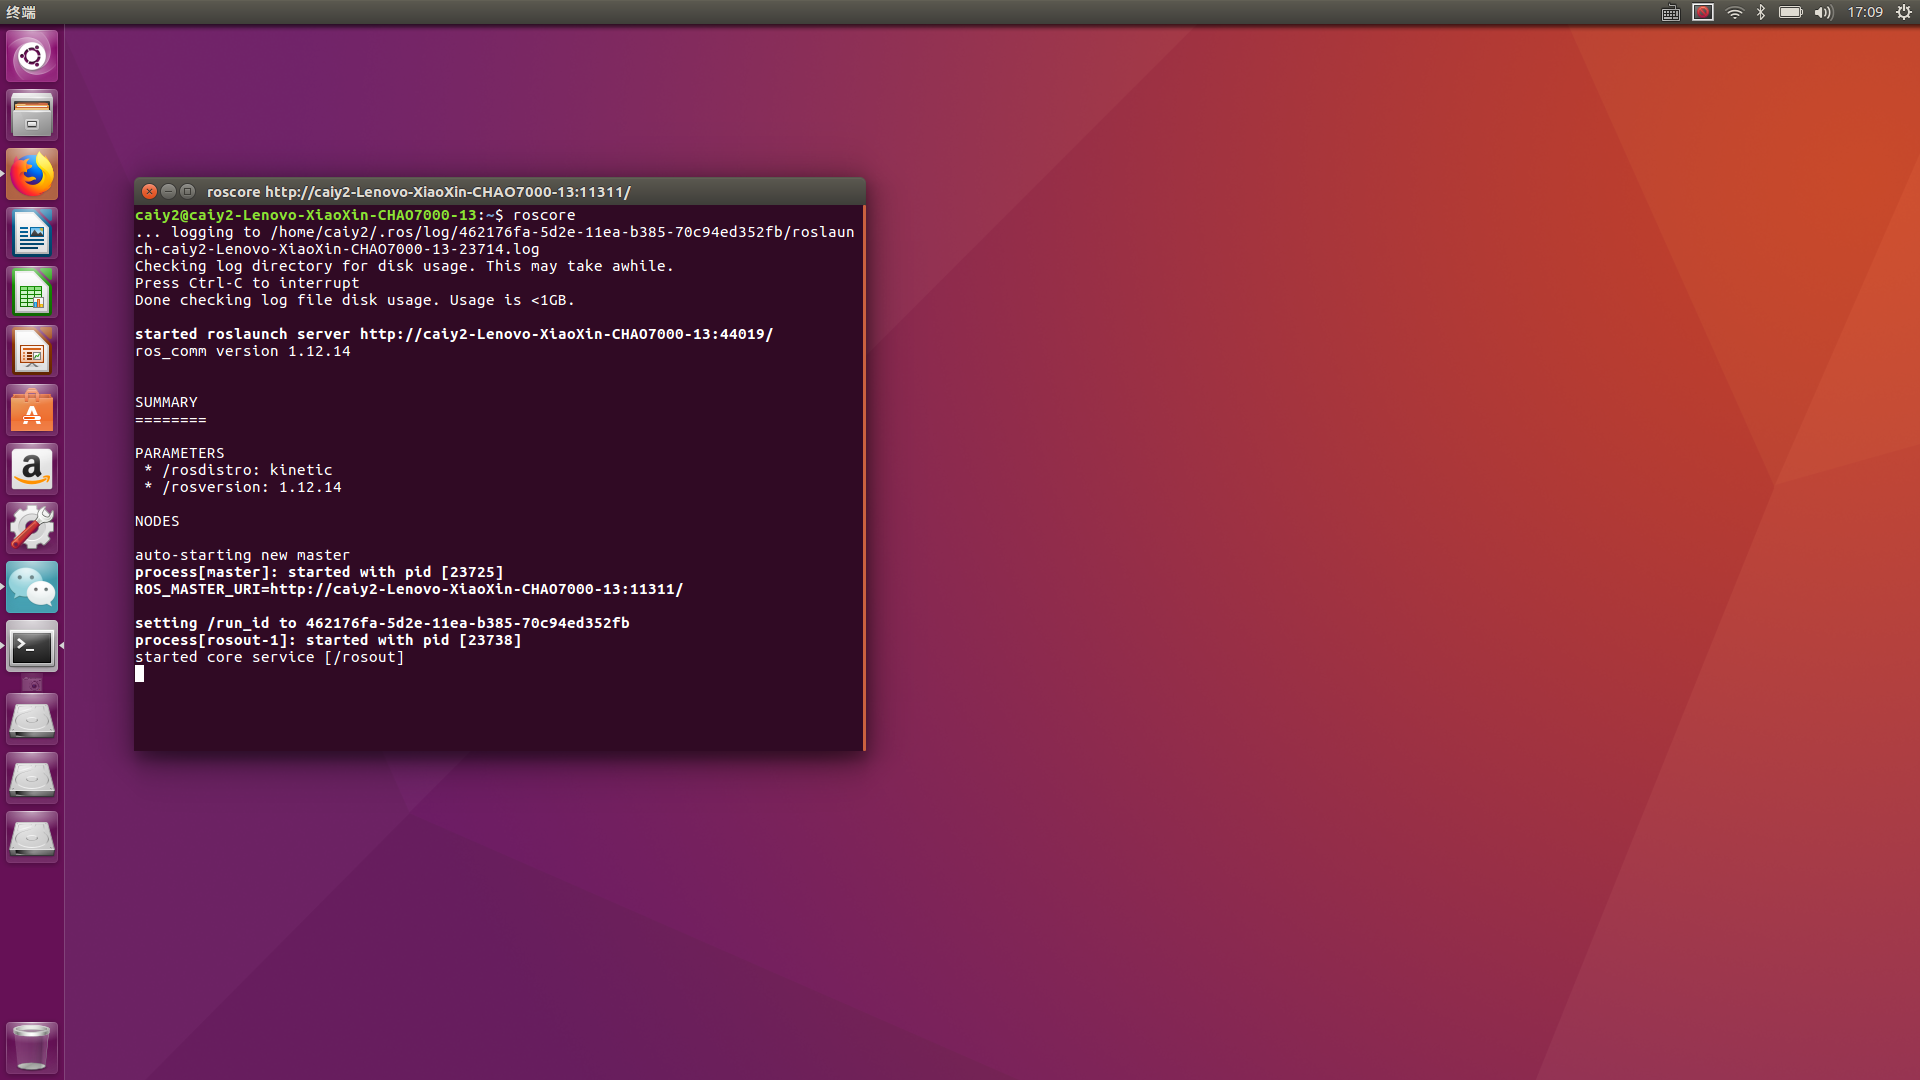 终端
17:09
roscore http://caiy2-Lenovo-XiaoXin-CHAO7000-13:11311/
caiy2@caiy2-Lenovo-XiaoXin-CHAO7000-13:~$ roscore
... logging to /home/caiy2/.ros/log/462176fa-5d2e-11ea-b385-70c94ed352fb/roslaun
ch-caiy2-Lenovo-XiaoXin-CHAO7000-13-23714.log
Checking log directory for disk usage. This may take awhile.
Press Ctrl-C to interrupt
Done checking log file disk usage. Usage is <1GB.
started roslaunch server http://caiy2-Lenovo-XiaoXin-CHAO7000-13:44019/
ros_comm version 1.12.14
SUMMARY
========
PARAMETERS
* /rosdistro: kinetic
* /rosversion: 1.12.14
NODES
auto-starting new master
process[master]: started with pid [23725]
ROS_MASTER_URI=http://caiy2-Lenovo-XiaoXin-CHAO7000-13:11311/
setting /run_id to 462176fa-5d2e-11ea-b385-70c94ed352fb
process[rosout-1]: started with pid [23738]
started core service [/rosout]